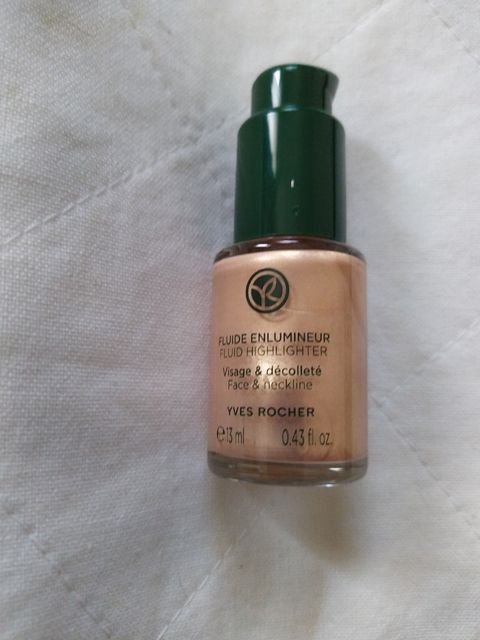 FLUIDE ENLUMINEUR
FLUID HIGHLIGHTER
Visage & décolleté
Face & neckline
YVES ROCHER
℮13 ml 0.43 fl. oz.